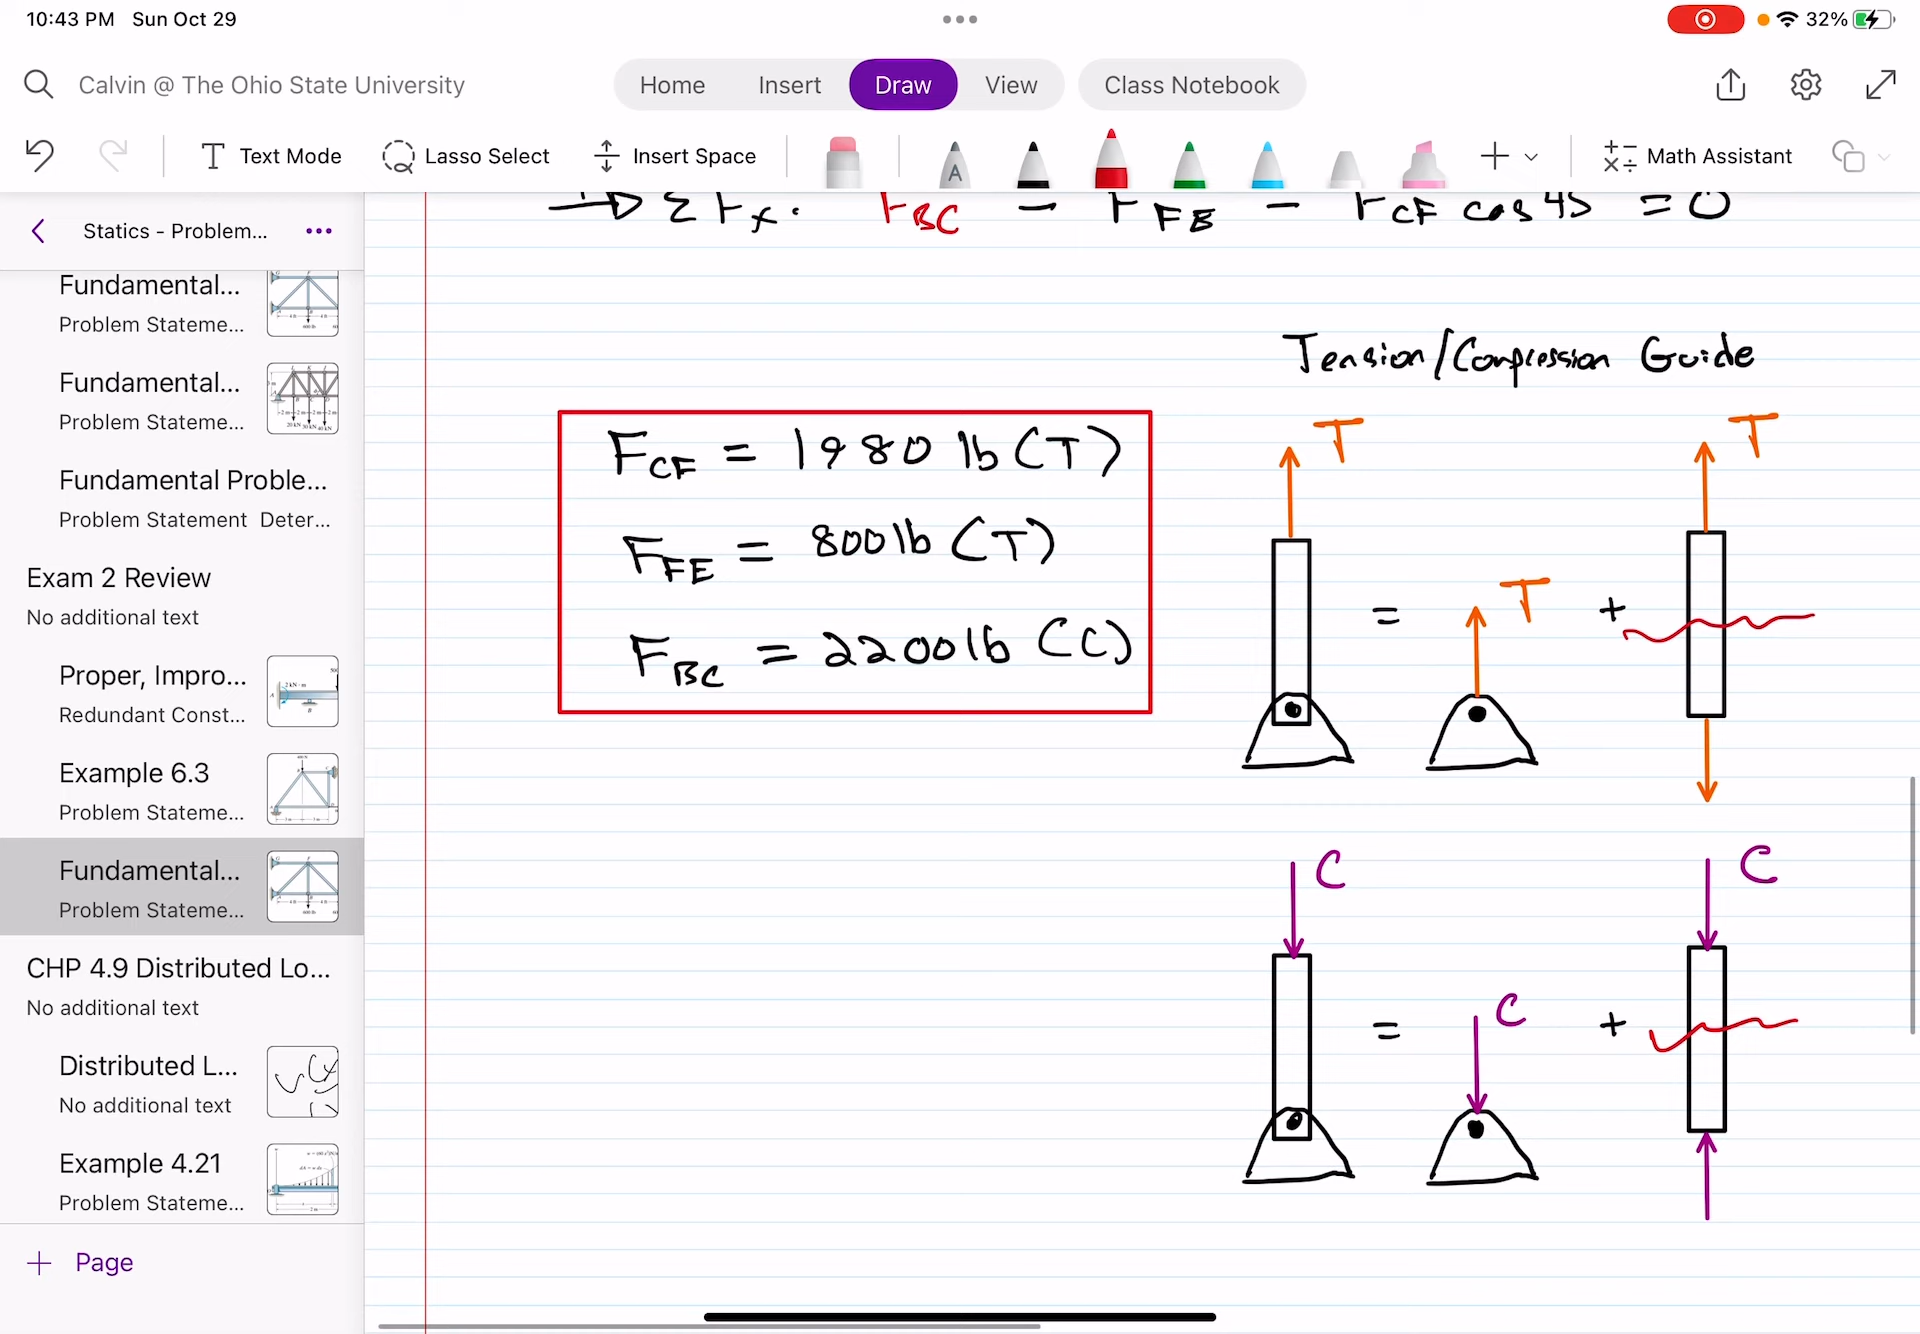 10:43 PM Sun Oct 29
32%
Calvin @ The Ohio State University
Home Insert Draw View Class Notebook
Text Mode Lasso Select Insert Space A Math Assistant
Statics - Problem...
Fundamental...
Problem Stateme...
Fundamental...
Problem Stateme...
Fundamental Proble...
Problem Statement Deter...
Exam 2 Review
No additional text
Proper, Impro...
Redundant Const...
Example 6.3
Problem Stateme...
Fundamental...
Problem Stateme...
CHP 4.9 Distributed Lo...
No additional text
Distributed L...
No additional text
Example 4.21
Problem Stateme...
+ Page
→ ΣFx: FBC - FFE - FCF cos 45 = 0
Tension/Compression Guide
FCF = 1980 lb (T)
FFE = 800 lb (T)
FBC = 2200 lb (C)
T
T
= T +
C
C
= C +